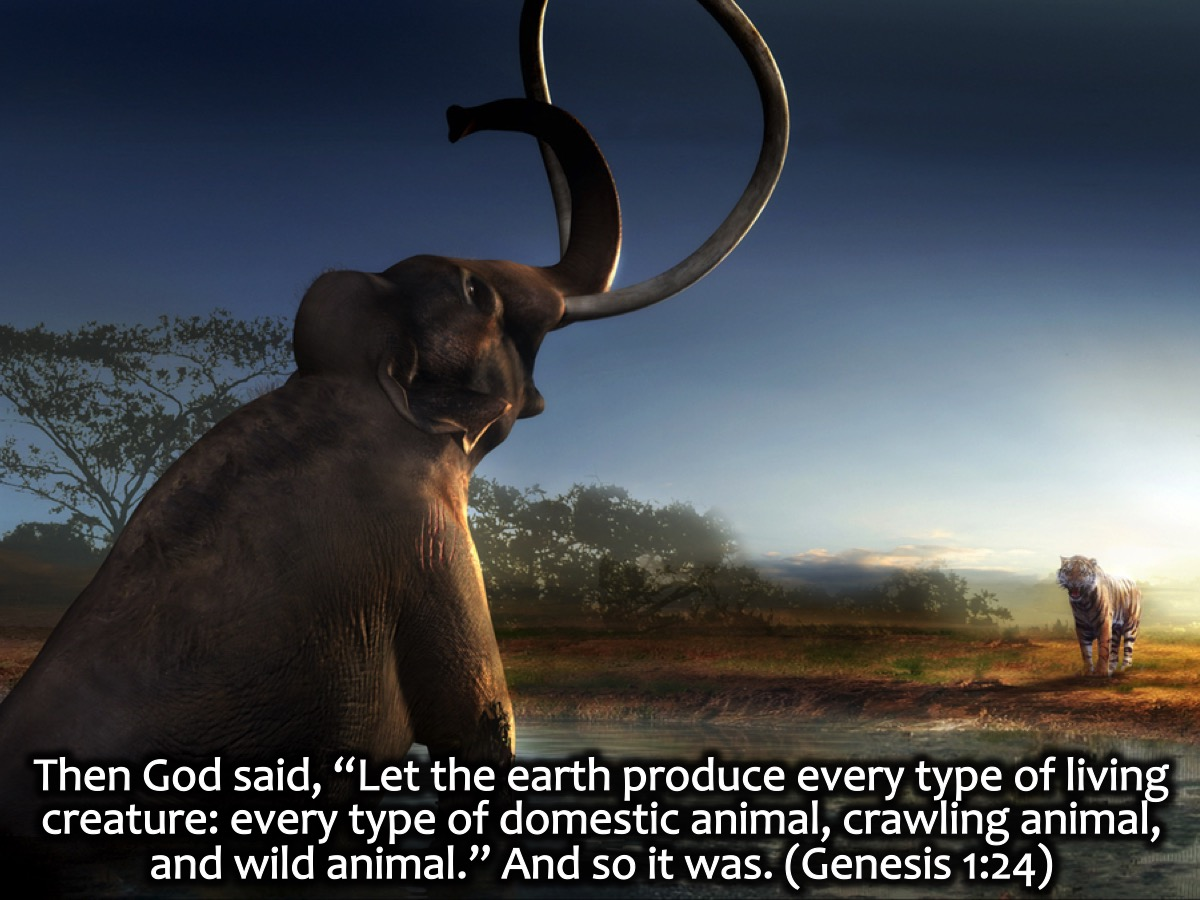 Then God said, “Let the earth produce every type of living
creature: every type of domestic animal, crawling animal,
and wild animal.” And so it was. (Genesis 1:24)